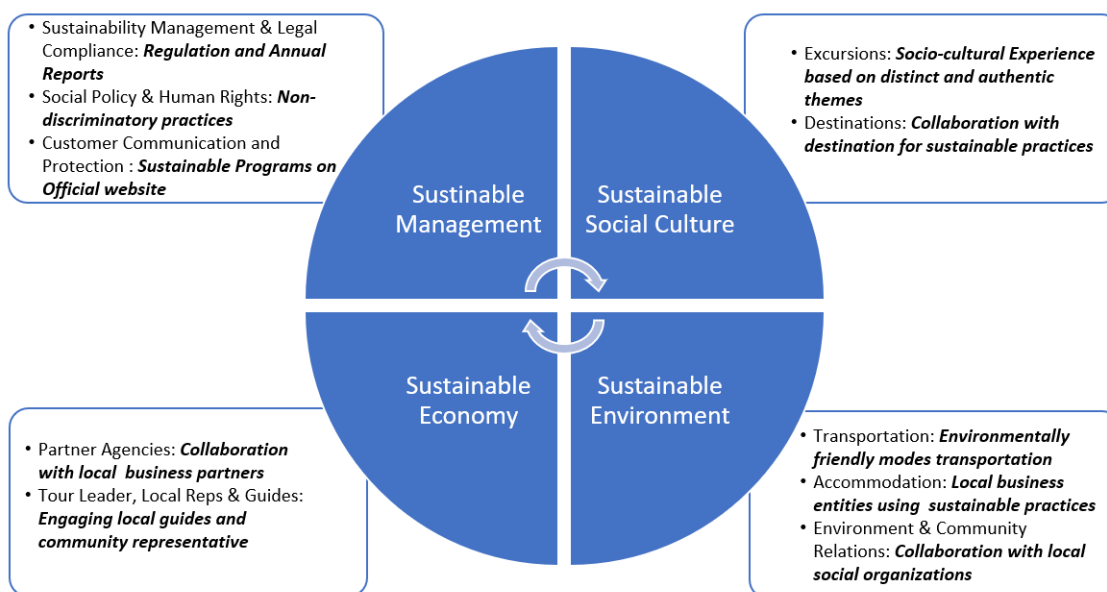 • Sustainability Management & Legal
Compliance: Regulation and Annual
Reports
• Social Policy & Human Rights: Non-
discriminatory practices
• Customer Communication and
Protection : Sustainable Programs on
Official website
• Excursions: Socio-cultural Experience
based on distinct and authentic
themes
• Destinations: Collaboration with
destination for sustainable practices
Sustinable
Management
Sustainable
Social Culture
Sustainable
Economy
Sustainable
Environment
• Partner Agencies: Collaboration
with local business partners
• Tour Leader, Local Reps & Guides:
Engaging local guides and
community representative
• Transportation: Environmentally
friendly modes transportation
• Accommodation: Local business
entities using sustainable practices
• Environment & Community
Relations: Collaboration with local
social organizations